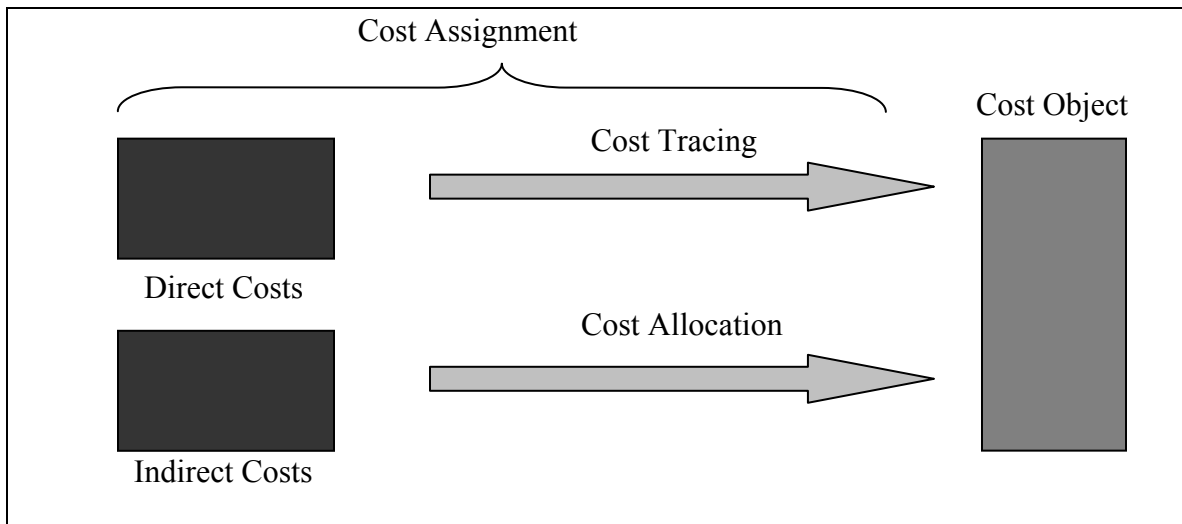 Cost Assignment
Cost Object
Cost Tracing
Direct Costs
Cost Allocation
Indirect Costs